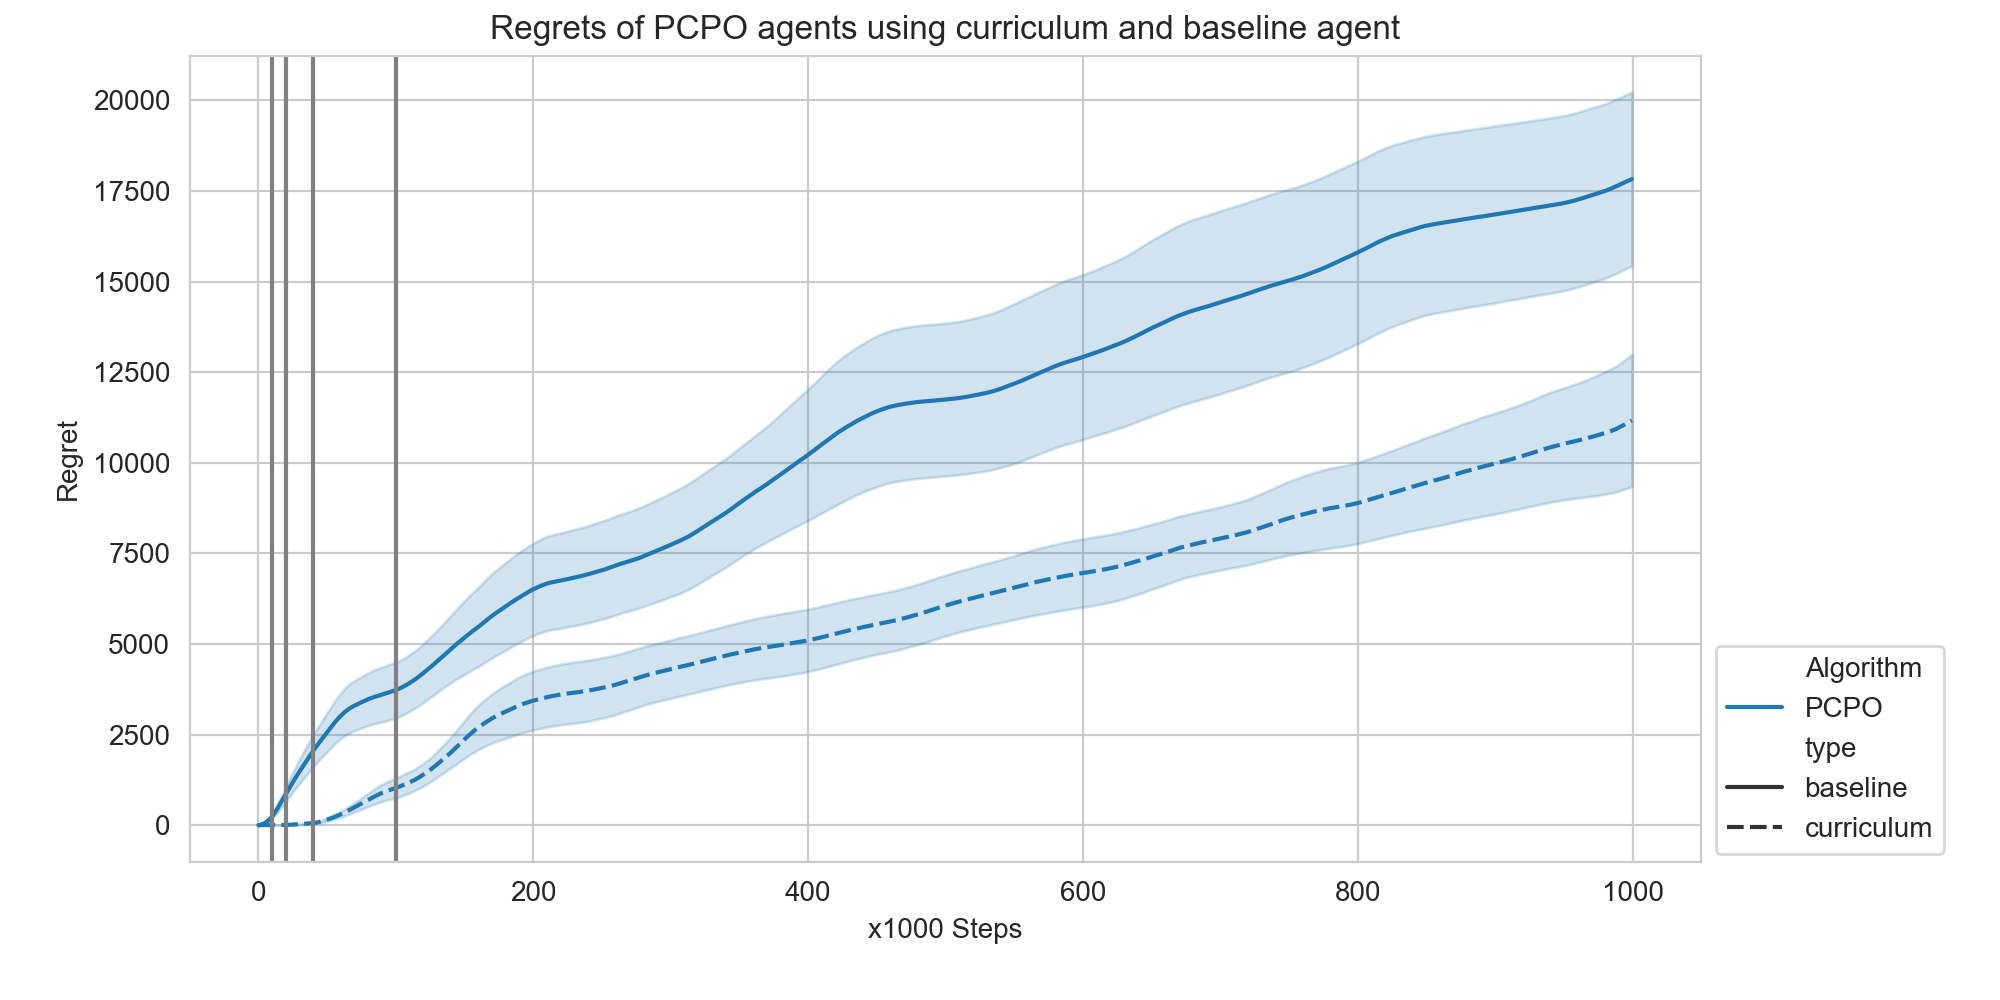 Regrets of PCPO agents using curriculum and baseline agent
20000
17500
15000
12500
10000
7500
5000
2500
0
Regret
0 200 400 600 800 1000
x1000 Steps
Algorithm
PCPO
type
baseline
curriculum